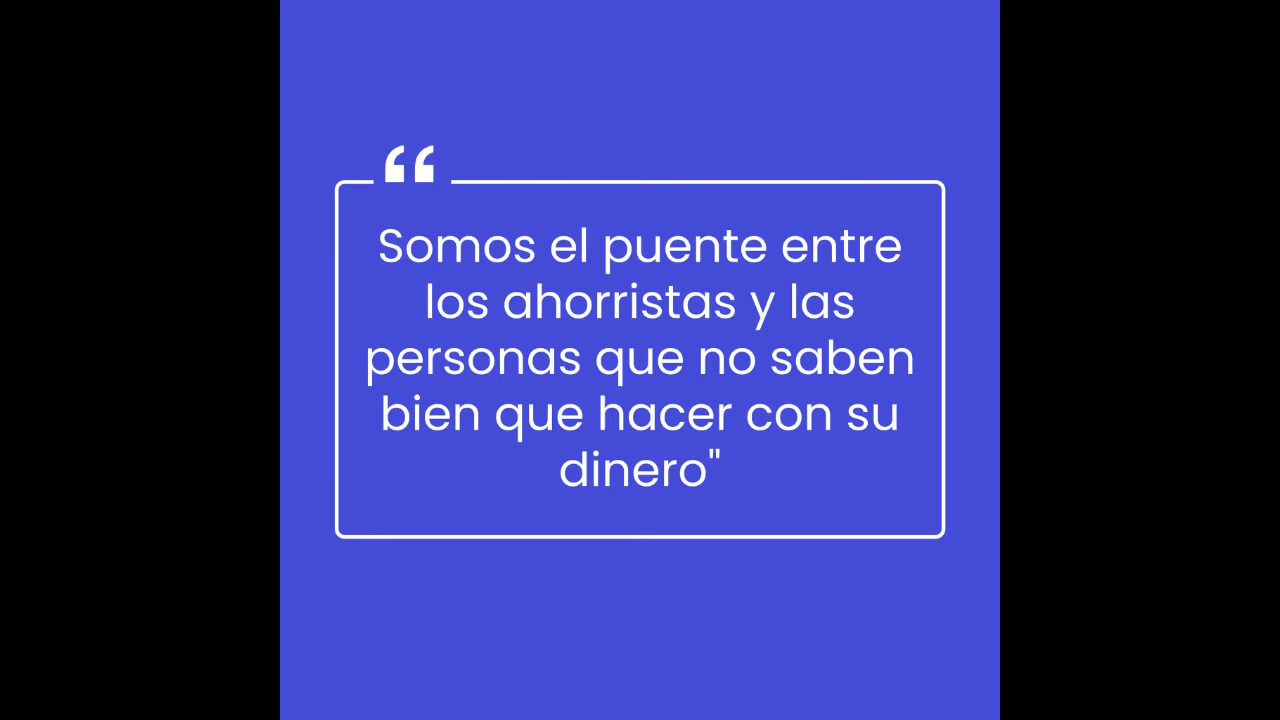 “
Somos el puente entre
los ahorristas y las
personas que no saben
bien que hacer con su
dinero"